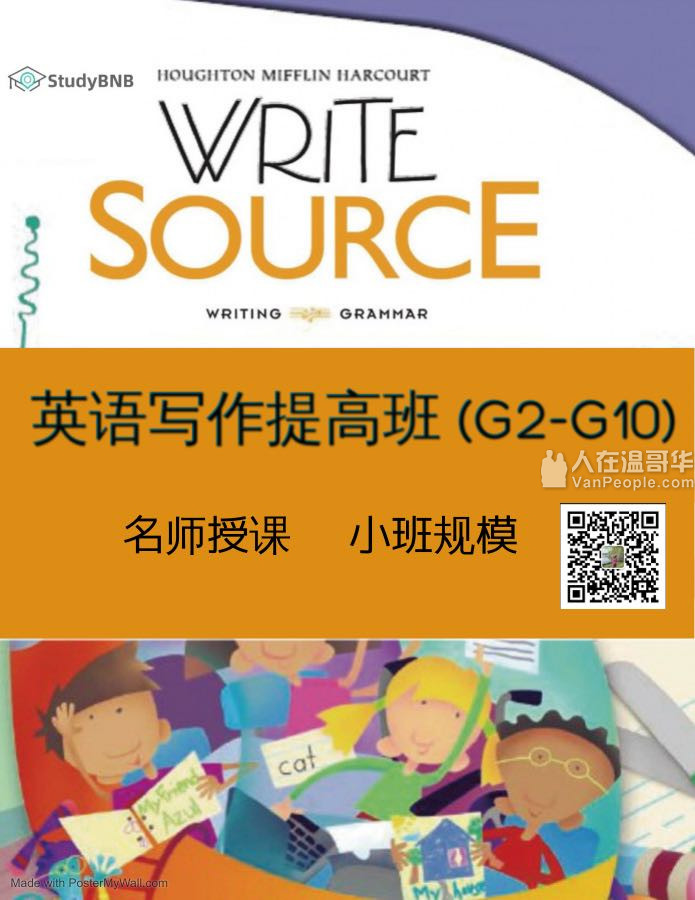 StudyBNB
HOUGHTON MIFFLIN HARCOURT
WRITE
SOURCE
WRITING GRAMMAR
英语写作提高班 (G2-G10)
人在温哥华
VanPeople.com
名师授课 小班规模
cat
My friend
Azul
My house
Made with PosterMyWall.com